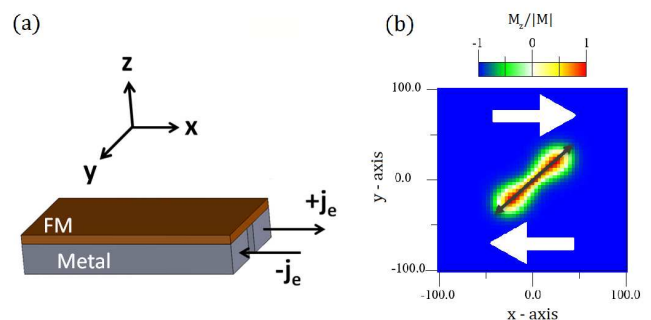 (a)
z
x
y
FM
Metal
+je
-je
(b)
Mz/|M|
-1 0 1
100.0
0.0
-100.0
y - axis
-100.0 0.0 100.0
x - axis